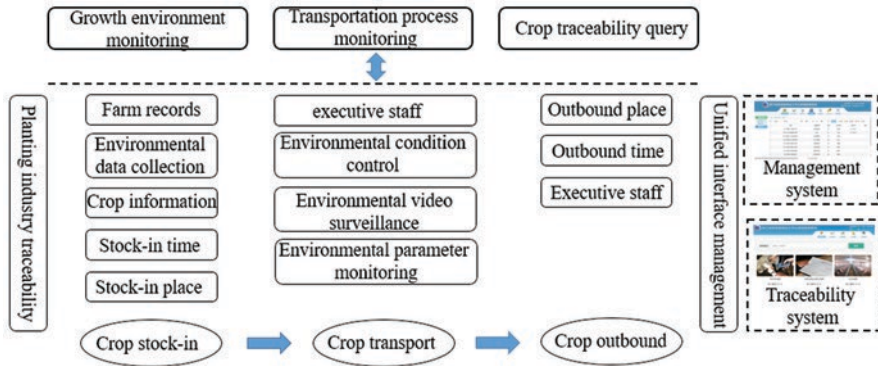 Growth environment
monitoring
Transportation process
monitoring
Crop traceability query
Planting industry traceability
Farm records
Environmental
data collection
Crop information
Stock-in time
Stock-in place
executive staff
Environmental condition
control
Environmental video
surveillance
Environmental parameter
monitoring
Outbound place
Outbound time
Executive staff
Unified interface management
Management
system
Traceability
system
Crop stock-in
Crop transport
Crop outbound